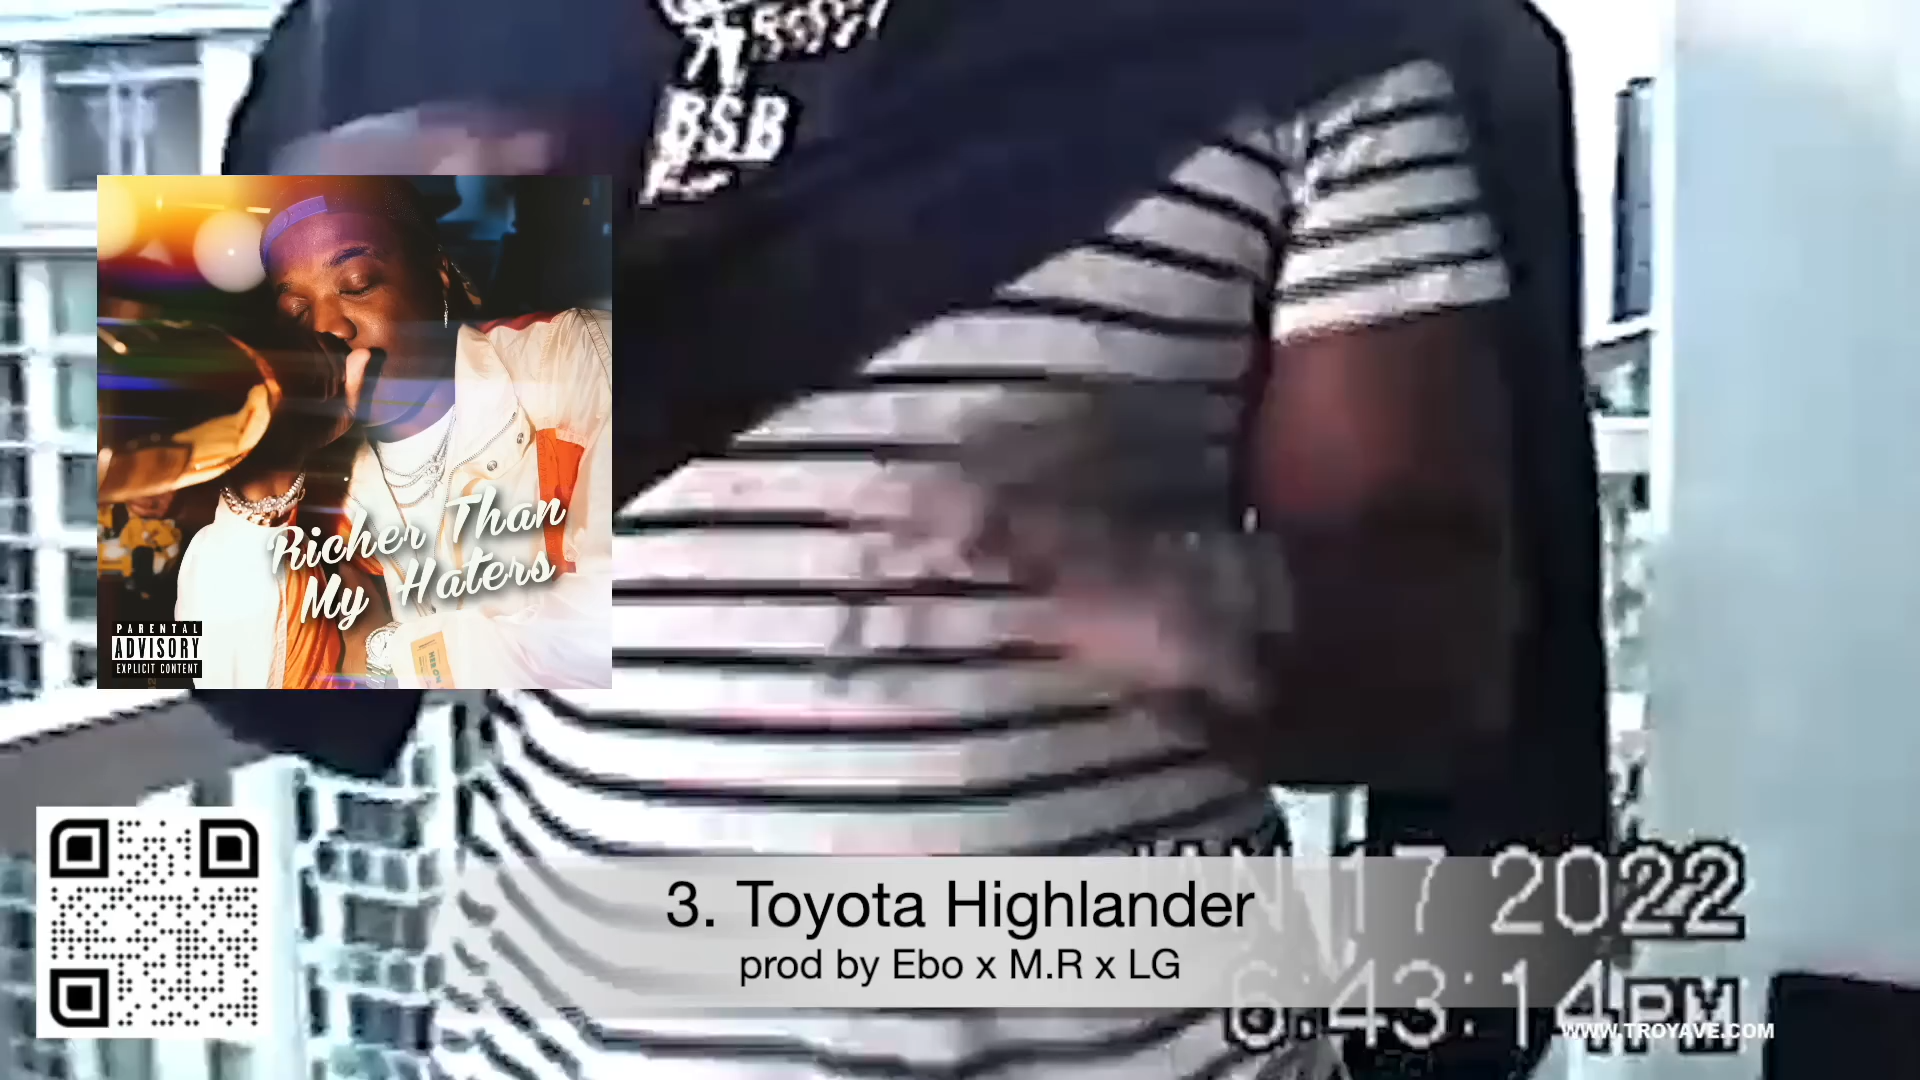 BSB
Richer Than
My Haters
PARENTAL
ADVISORY
EXPLICIT CONTENT
3. Toyota Highlander
prod by Ebo x M.R x LG
17 2022
6:43:14PM
WWW.TROYAVE.COM